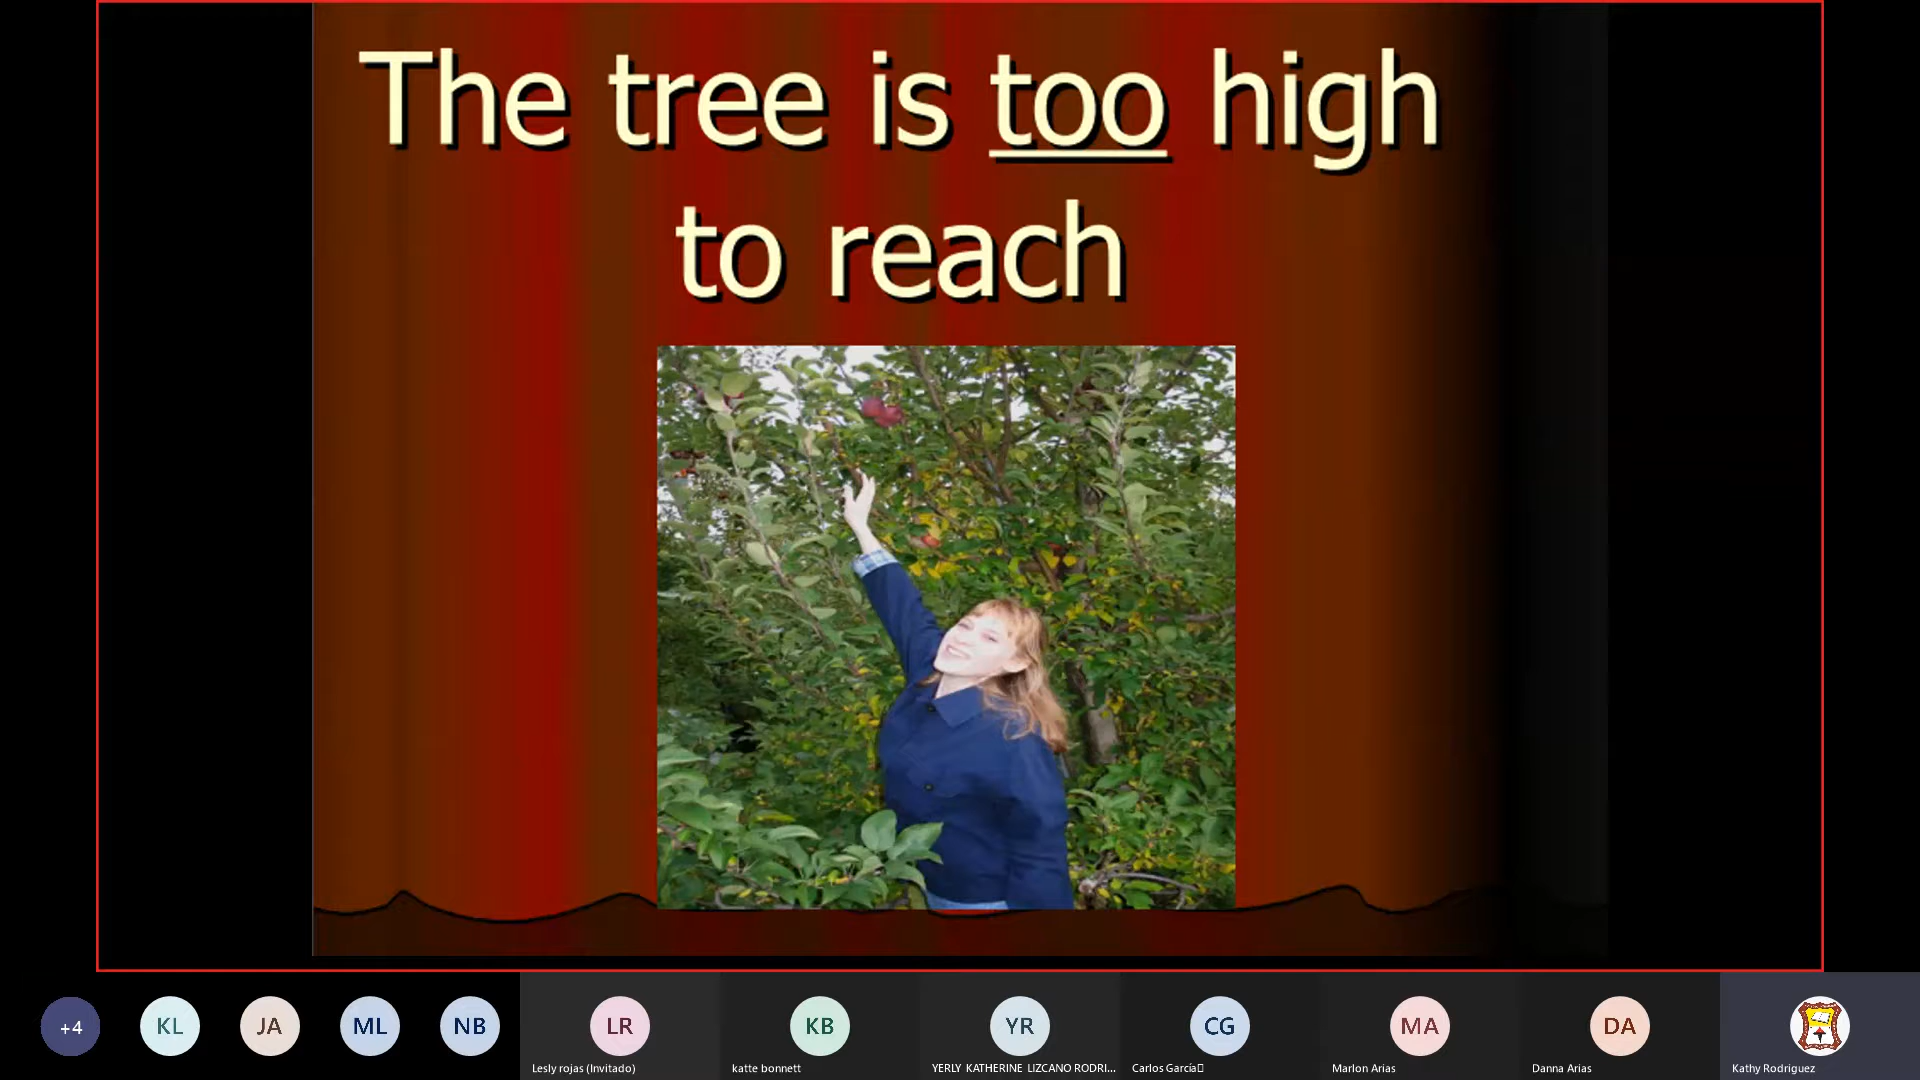 The tree is too high
to reach
+4
KL
JA
ML
NB
LR
KB
YR
CG
MA
DA
Lesly rojas (Invitado)
katte bonnett
YERLY KATHERINE LIZCANO RODRI...
Carlos García
Marlon Arias
Danna Arias
Kathy Rodriguez